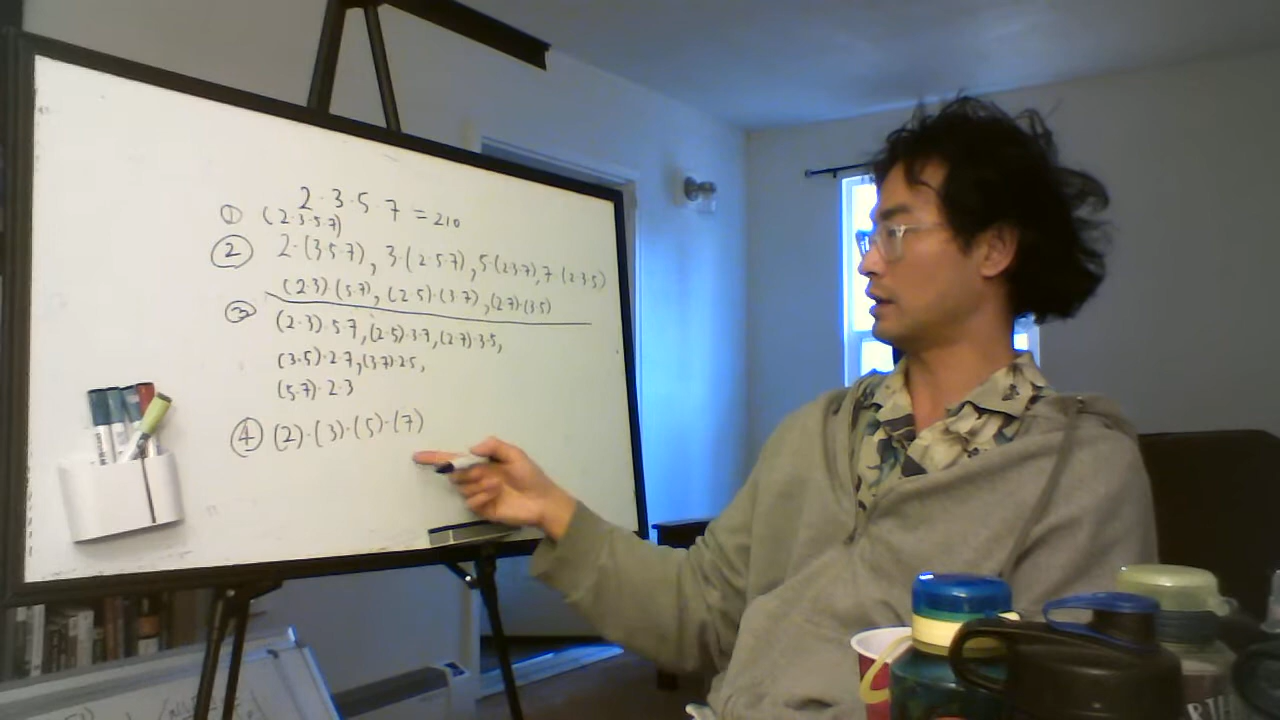 2·3·5·7 = 210
① (2·3·5·7)
② 2·(3·5·7), 3·(2·5·7), 5·(2·3·7), 7·(2·3·5)
(2·3)·(5·7), (2·5)·(3·7), (2·7)·(3·5)
③ (2·3)·5·7, (2·5)·3·7, (2·7)·3·5,
(3·5)·2·7, (3·7)·2·5,
(5·7)·2·3
④ (2)·(3)·(5)·(7)